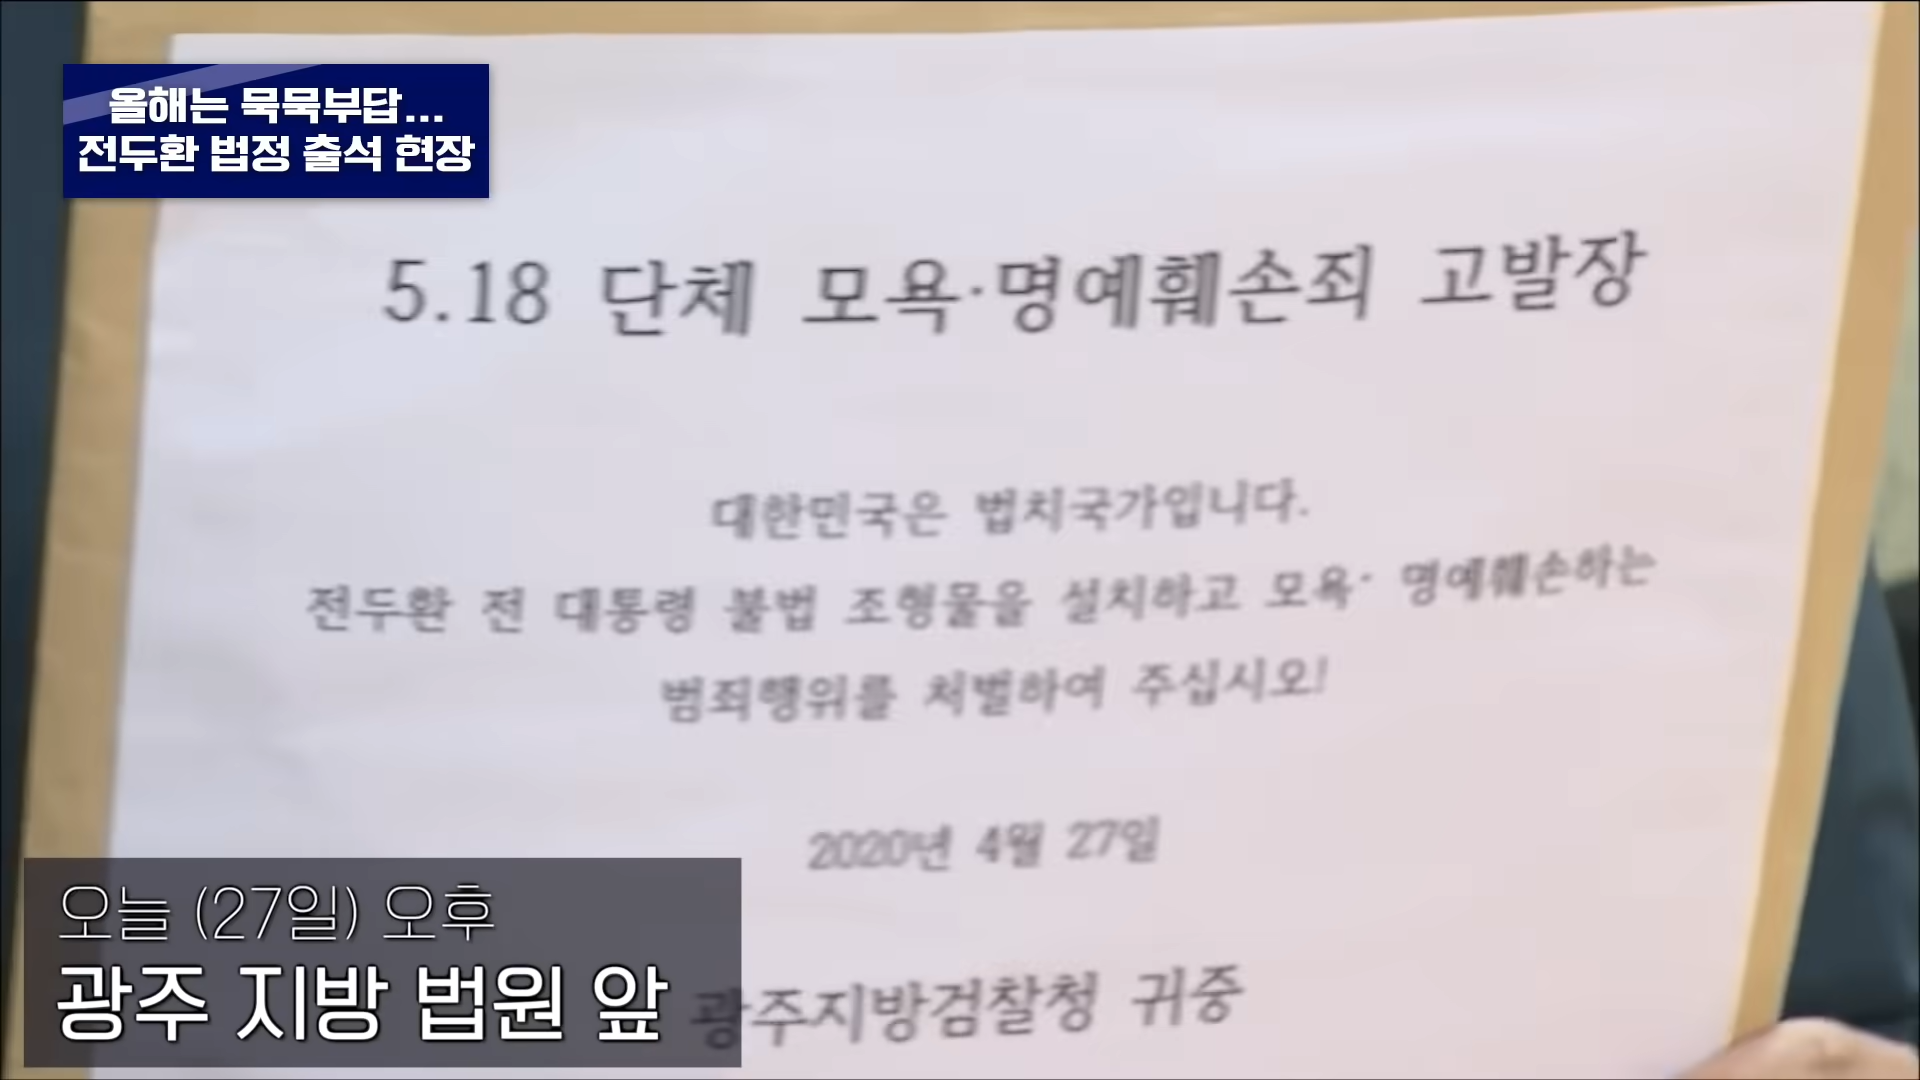 올해는 묵묵부답...
전두환 법정 출석 현장
5.18 단체 모욕·명예훼손죄 고발장
대한민국은 법치국가입니다.
전두환 전 대통령 불법 조형물을 설치하고 모욕· 명예훼손하는
범죄행위를 처벌하여 주십시오!
2020년 4월 27일
광주지방검찰청 귀중
오늘 (27일) 오후
광주 지방 법원 앞